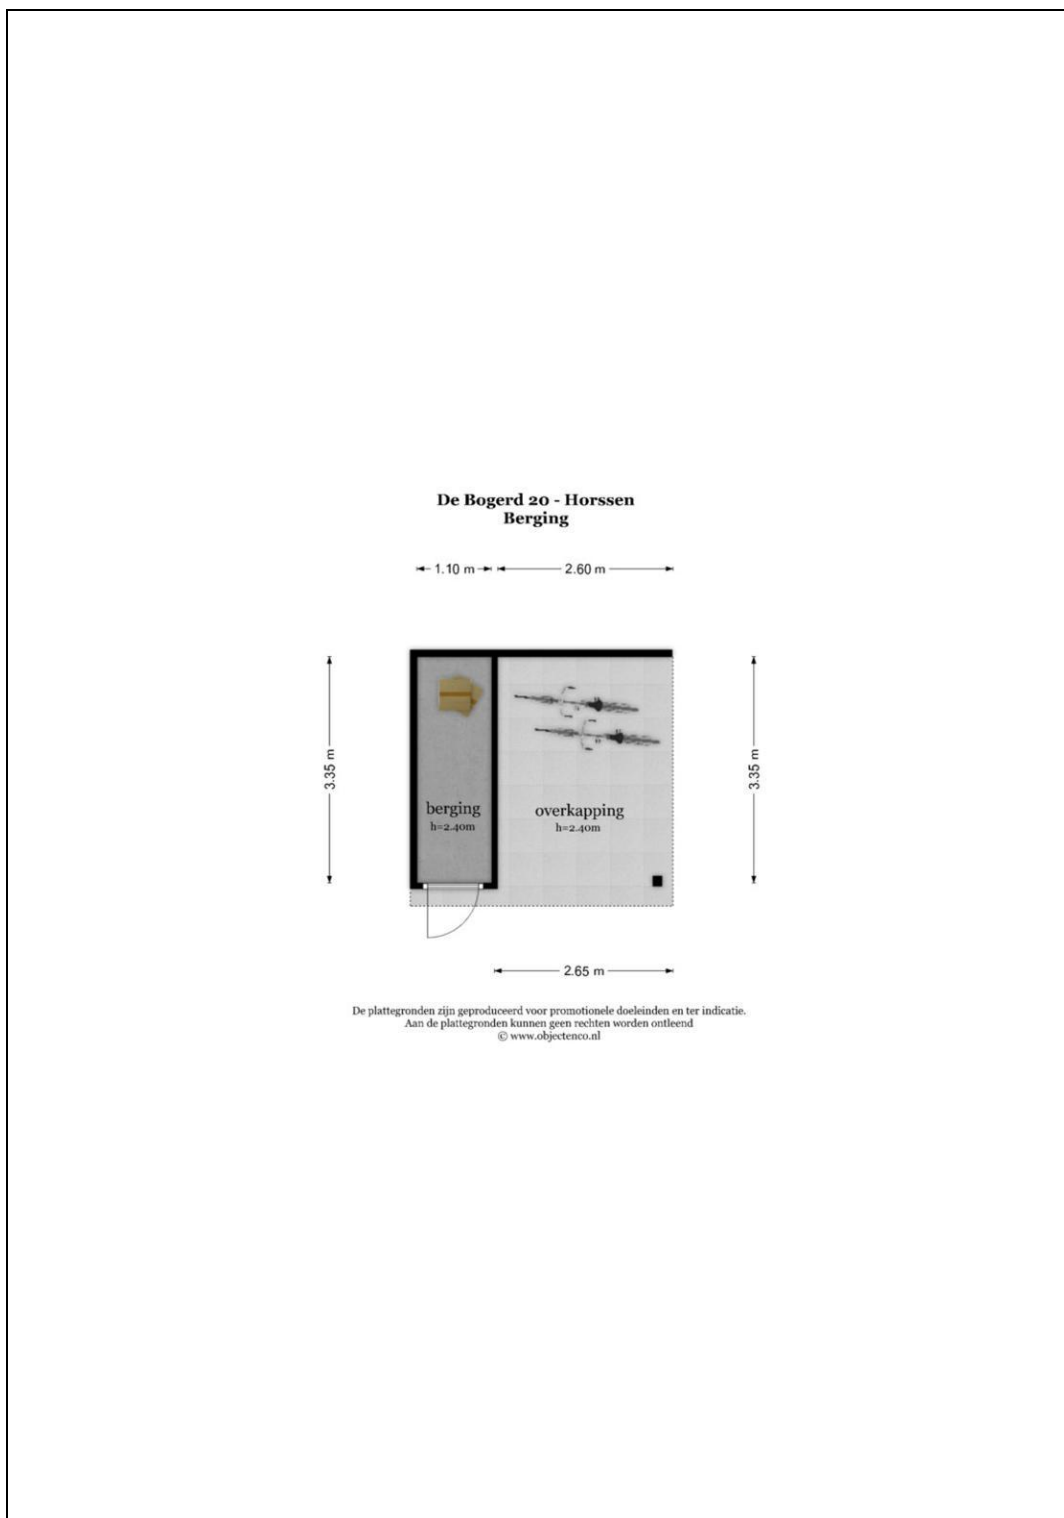 De Bogerd 20 - Horssen
Berging
1.10 m
2.60 m
3.35 m
3.35 m
berging
h=2.40m
overkapping
h=2.40m
2.65 m
De plattegronden zijn geproduceerd voor promotionele doeleinden en ter indicatie.
Aan de plattegronden kunnen geen rechten worden ontleend
© www.objectenco.nl